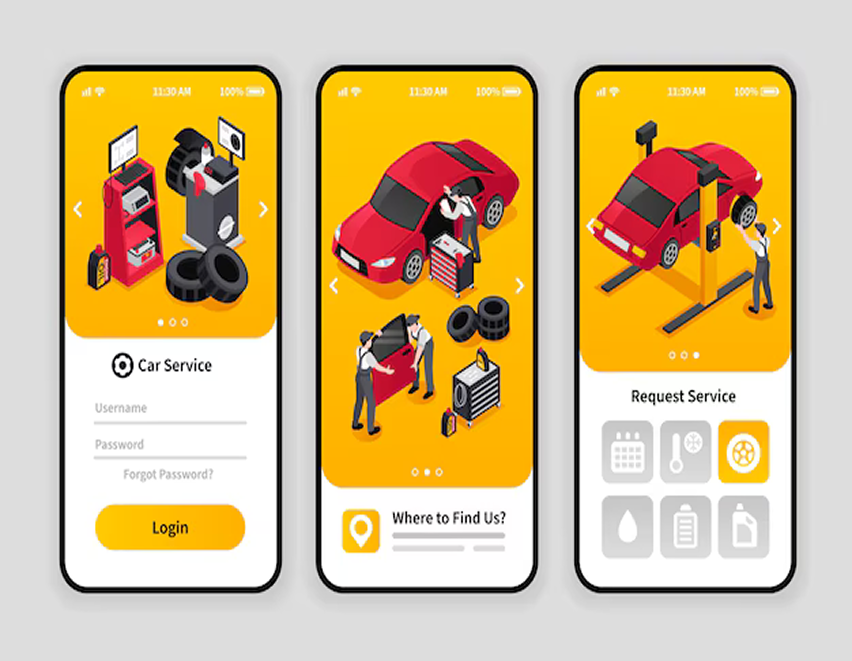 11:30 AM 100%
Car Service
Username
Password
Forgot Password?
Login
11:30 AM 100%
Where to Find Us?
11:30 AM 100%
Request Service